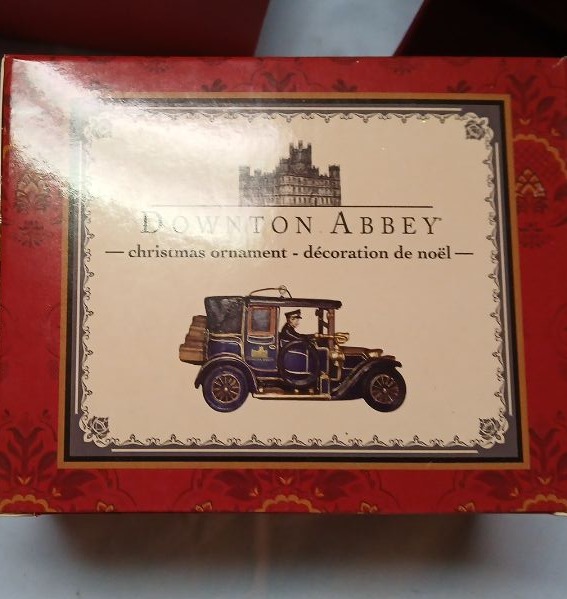 DOWNTON ABBEY
— christmas ornament - décoration de noël —